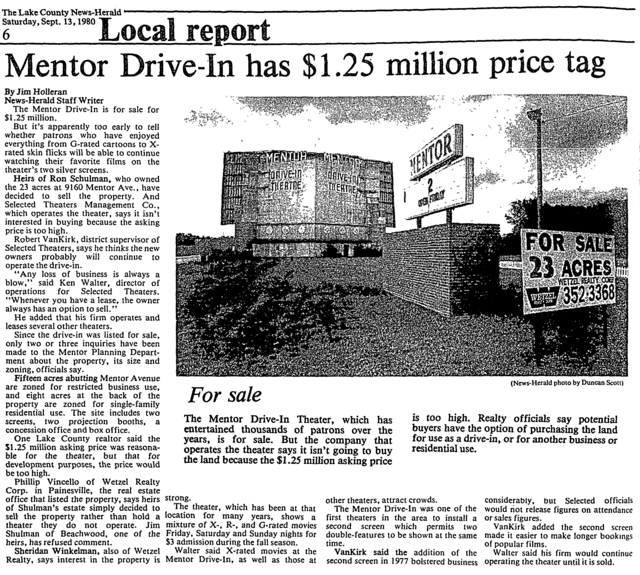 The Lake County News-Herald
Saturday, Sept. 13, 1980
6
Local report
Mentor Drive-In has $1.25 million price tag
By Jim Holleran
News-Herald Staff Writer
The Mentor Drive-In is for sale for
$1.25 million.
But it's apparently too early to tell
whether patrons who have enjoyed
everything from G-rated cartoons to X-
rated skin flicks will be able to continue
watching their favorite films on the
theater's two silver screens.
Heirs of Ron Schulman, who owned
the 23 acres at 9160 Mentor Ave., have
decided to sell the property. And
Selected Theaters Management Co.,
which operates the theater, says it isn't
interested in buying because the asking
price is too high.
Robert VanKirk, district supervisor of
Selected Theaters, says he thinks the new
owners probably will continue to
operate the drive-in.
"Any loss of business is always a
blow," said Ken Walter, director of
operations for Selected Theaters.
"Whenever you have a lease, the owner
always has an option to sell."
He added that his firm operates and
leases several other theaters.
Since the drive-in was listed for sale,
only two or three inquiries have been
made to the Mentor Planning Depart-
ment about the property, its size and
zoning, officials say.
Fifteen acres abutting Mentor Avenue
are zoned for restricted business use,
and eight acres at the back of the
property are zoned for single-family
residential use. The site includes two
screens, two projection booths, a
concession office and box office.
One Lake County realtor said the
$1.25 million asking price was reasona-
ble for the theater, but that for
development purposes, the price would
be too high.
Phillip Vincello of Wetzel Realty
Corp. in Painesville, the real estate
office that listed the property, says heirs
of Shulman's estate simply decided to
sell the property rather than hold a
theater they do not operate. Jim
Shulman of Beachwood, one of the
heirs, has refused comment.
Sheridan Winkelman, also of Wetzel
Realty, says interest in the property is
MENTOR
DRIVE-IN
THEATRE
MENTOR
DRIVE-IN
THEATRE
MENTOR
2
FOR SALE
23 ACRES
WETZEL REALTY CORP
WETZEL
352-3368
(News-Herald photo by Duncan Scott)
For sale
The Mentor Drive-In Theater, which has
entertained thousands of patrons over the
years, is for sale. But the company that
operates the theater says it isn't going to buy
the land because the $1.25 million asking price
is too high. Realty officials say potential
buyers have the option of purchasing the land
for use as a drive-in, or for another business or
residential use.
strong.
The theater, which has been at that
location for many years, shows a
mixture of X-, R-, and G-rated movies
Friday, Saturday and Sunday nights for
$3 admission during the fall season.
Walter said X-rated movies at the
Mentor Drive-In, as well as those at
other theaters, attract crowds.
The Mentor Drive-In was one of the
first theaters in the area to install a
second screen which permits two
double-features to be shown at the same
time.
VanKirk said the addition of the
second screen in 1977 bolstered business
considerably, but Selected officials
would not release figures on attendance
or sales figures.
VanKirk added the second screen
made it easier to make longer bookings
of popular films.
Walter said his firm would continue
operating the theater until it is sold.